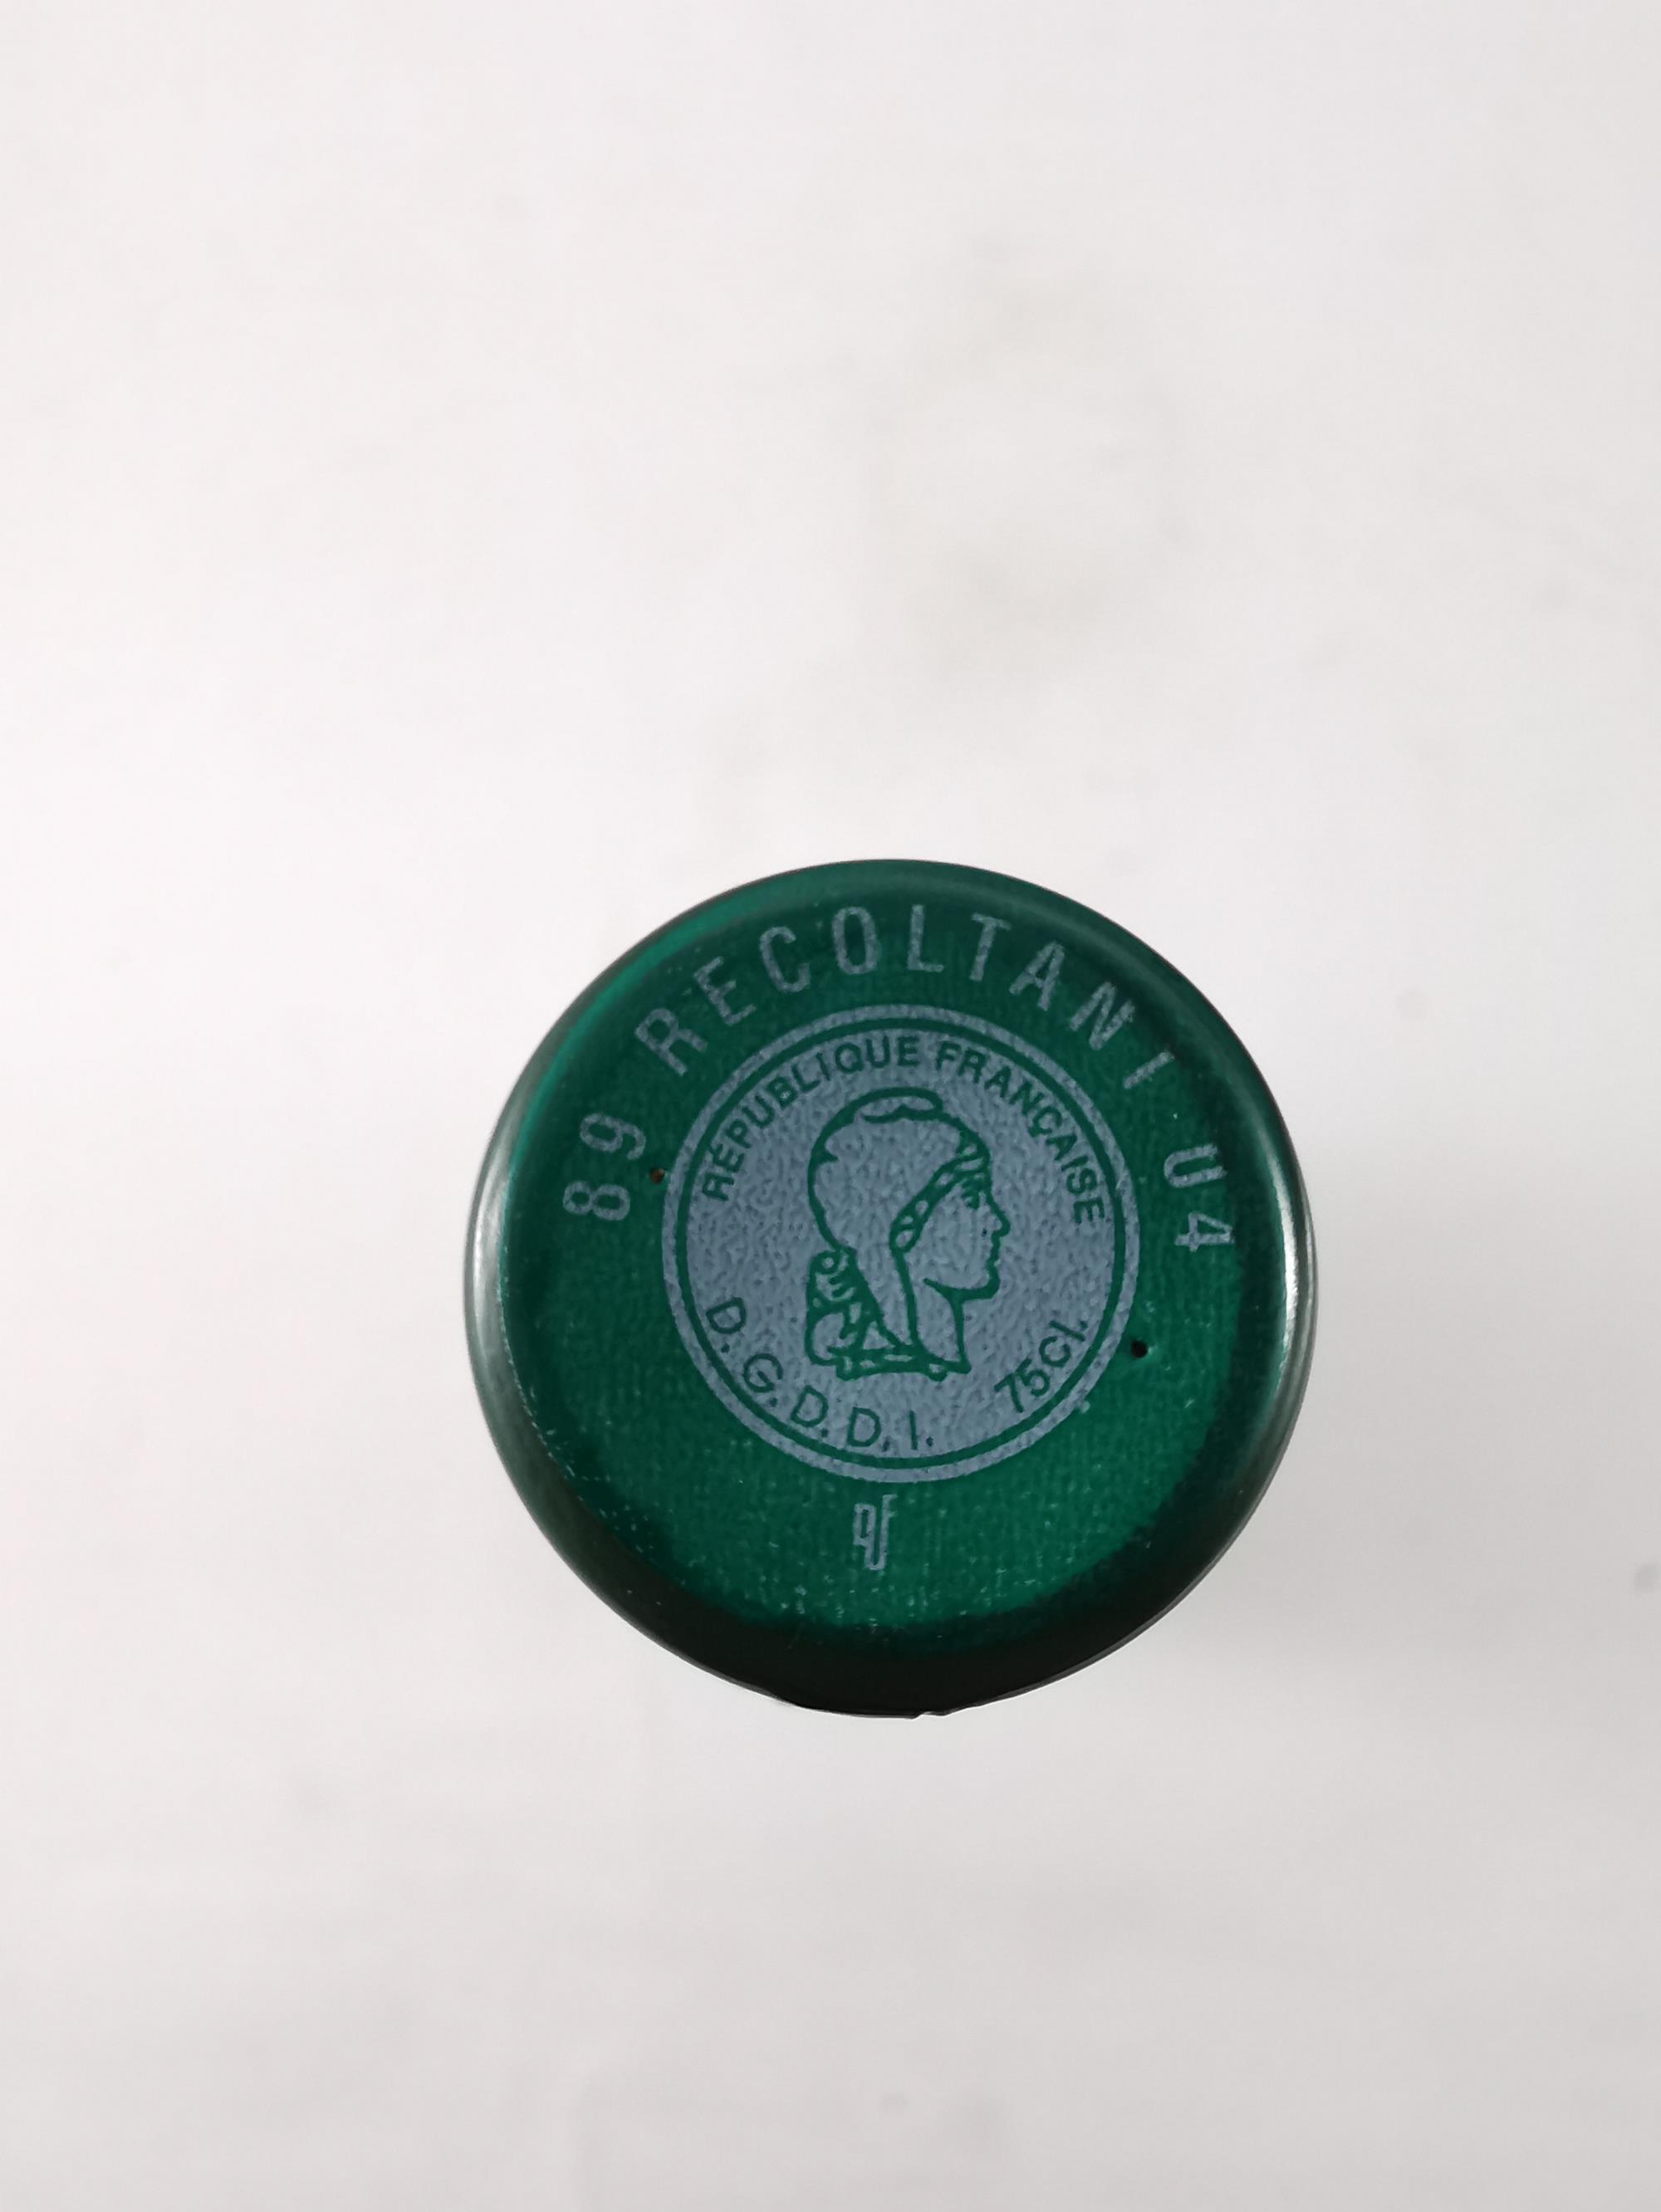 89 RECOLTANT 04
RÉPUBLIQUE FRANÇAISE
D.G.D.D.I. 75Cl.